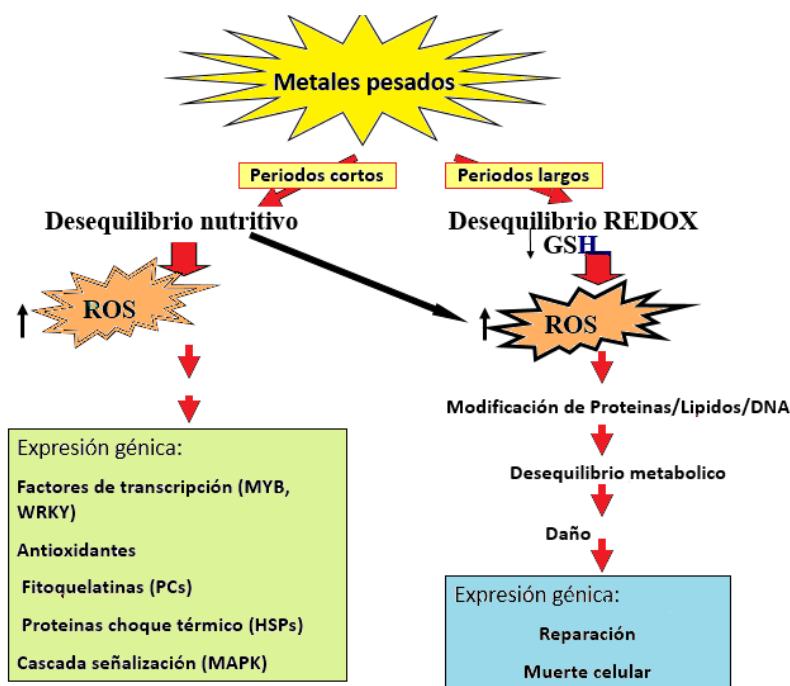 Metales pesados
Periodos cortos
Periodos largos
Desequilibrio nutritivo
Desequilibrio REDOX
GSH
ROS
ROS
Modificación de Proteinas/Lipidos/DNA
Desequilibrio metabolico
Daño
Expresión génica:
Factores de transcripción (MYB,
WRKY)
Antioxidantes
Fitoquelatinas (PCs)
Proteinas choque térmico (HSPs)
Cascada señalización (MAPK)
Expresión génica:
Reparación
Muerte celular